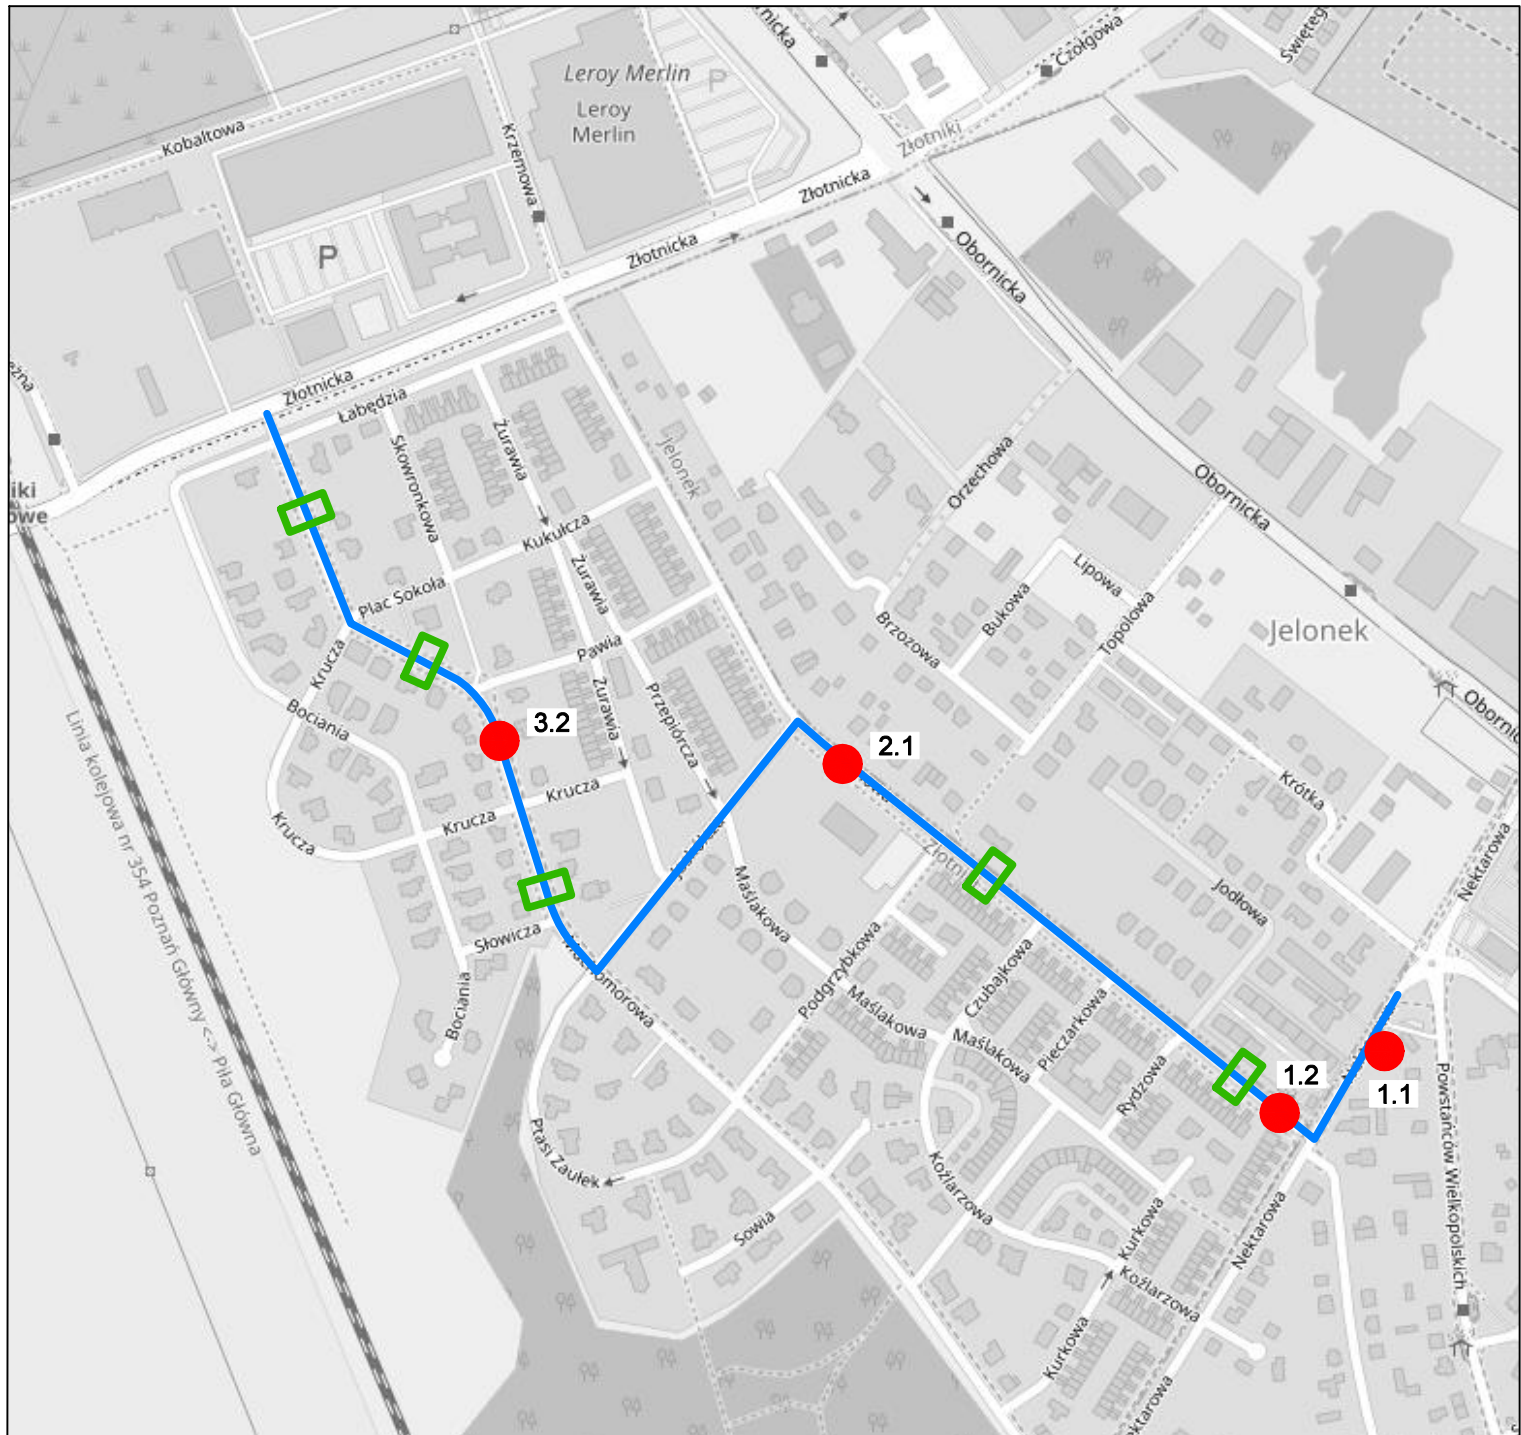 Leroy Merlin
Leroy
Merlin
P
Czołgowa
Kobaltowa
Krzemowa
Złotniki
Złotnicka
P
Złotnicka
Obornicka
Złotnicka
Łabędzia
Żurawia
Skowronkowa
Jelonek
Orzechowa
Obornicka
Kukułcza
Plac Sokoła
Żurawia
Lipowa
Bukowa
Topolowa
Brzozowa
Jelonek
Krucza
Pawia
Żurawia
Przepiórcza
Bociania
3.2
2.1
Obornic
Krótka
Krucza
Krucza
Krucza
Nektarowa
Maślakowa
Jodłowa
Słowicza
Muchomorowa
Podgrzybkowa
Czubajkowa
Bociania
Maślakowa
Maślakowa
Pieczarkowa
Rydzowa
1.2
1.1
Linia kolejowa nr 354 Poznań Główny <-> Piła Główna
Ptasi Zaułek
Koźlarzowa
Sowia
Kurkowa
Nektarowa
Powstańców Wielkopolskich
Koźlarzowa
Kurkowa